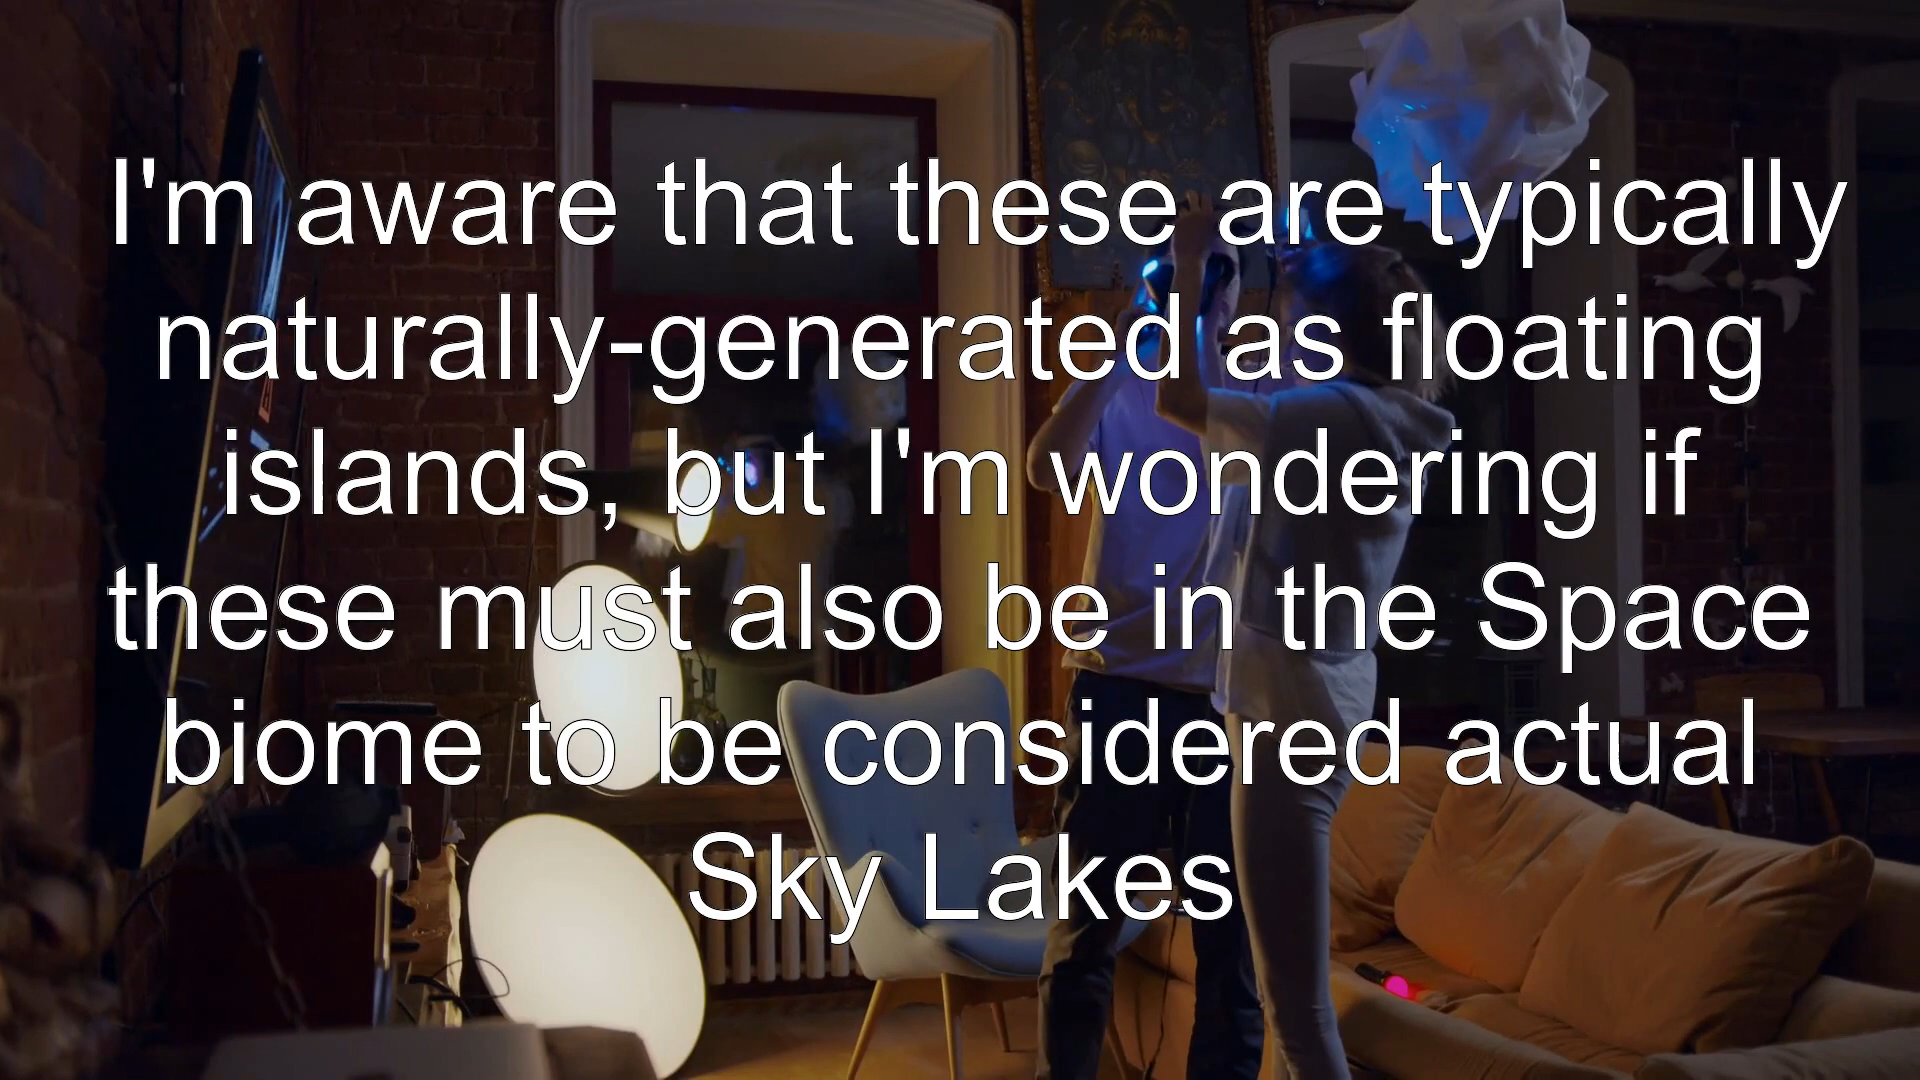 I'm aware that these are typically
naturally-generated as floating
islands, but I'm wondering if
these must also be in the Space
biome to be considered actual
Sky Lakes